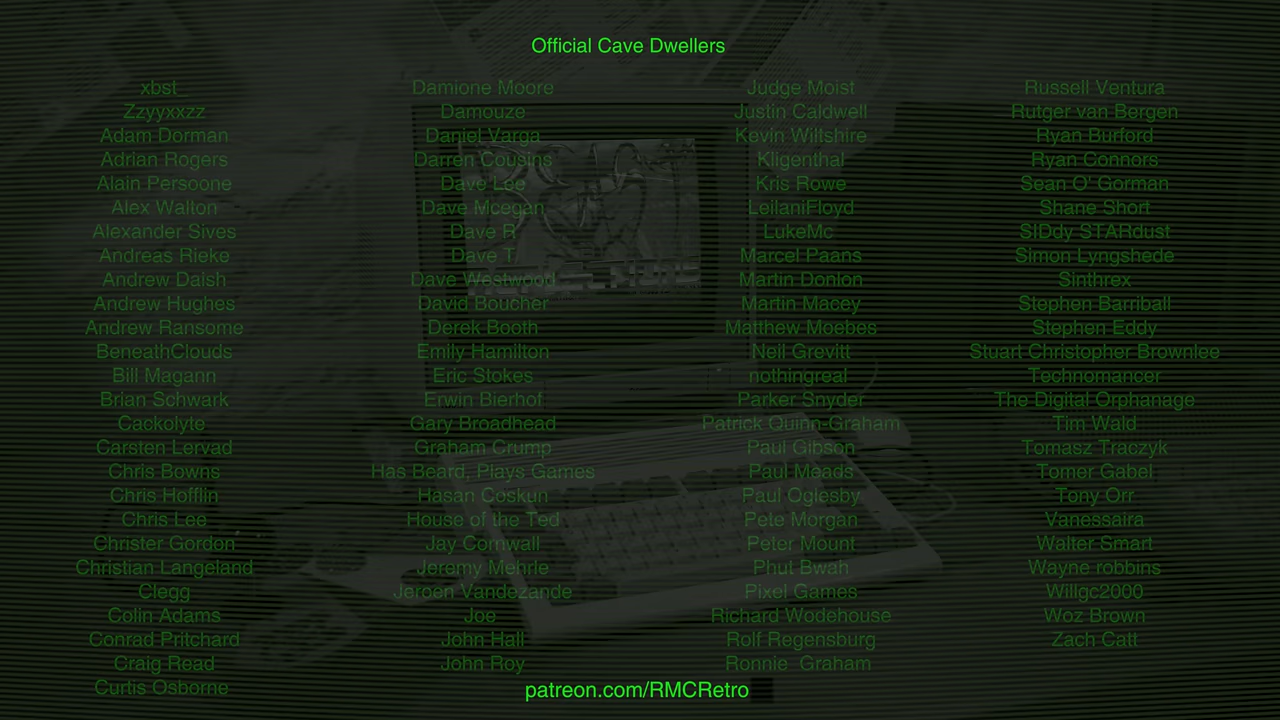 Official Cave Dwellers
xbst_
Zzyyxxzz
Adam Dorman
Adrian Rogers
Alain Persoone
Alex Walton
Alexander Sives
Andreas Rieke
Andrew Daish
Andrew Hughes
Andrew Ransome
BeneathClouds
Bill Magann
Brian Schwark
Cackolyte
Carsten Lervad
Chris Bowns
Chris Hofflin
Chris Lee
Christer Gordon
Christian Langeland
Clegg
Colin Adams
Conrad Pritchard
Craig Read
Curtis Osborne
Damione Moore
Damouze
Daniel Varga
Darren Cousins
Dave Lee
Dave Mcegan
Dave R
Dave T
Dave Westwood
David Boucher
Derek Booth
Emily Hamilton
Eric Stokes
Erwin Bierhof
Gary Broadhead
Graham Crump
Has Beard, Plays Games
Hasan Coskun
House of the Ted
Jay Cornwall
Jeremy Mehrle
Jeroen Vandezande
Joe
John Hall
John Roy
Judge Moist
Justin Caldwell
Kevin Wiltshire
Kligenthal
Kris Rowe
LeilaniFloyd
LukeMc
Marcel Paans
Martin Donlon
Martin Macey
Matthew Moebes
Neil Grevitt
nothingreal
Parker Snyder
Patrick Quinn-Graham
Paul Gibson
Paul Maads
Paul Oglesby
Pete Morgan
Peter Mount
Phut Bwah
Pixel Games
Richard Wodehouse
Rolf Regensburg
Ronnie  Graham
Russell Ventura
Rutger van Bergen
Ryan Burford
Ryan Connors
Sean O' Gorman
Shane Short
SIDdy STARdust
Simon Lyngshede
Sinthrex
Stephen Barriball
Stephen Eddy
Stuart Christopher Brownlee
Technomancer
The Digital Orphanage
Tim Wald
Tomasz Traczyk
Tomer Gabel
Tony Orr
Vanessaira
Walter Smart
Wayne robbins
Willgc2000
Woz Brown
Zach Catt
patreon.com/RMCRetro